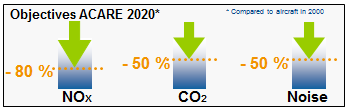 Objectives ACARE 2020*
* Compared to aircraft in 2000
- 80 %
- 50 %
- 50 %
NOx
CO2
Noise